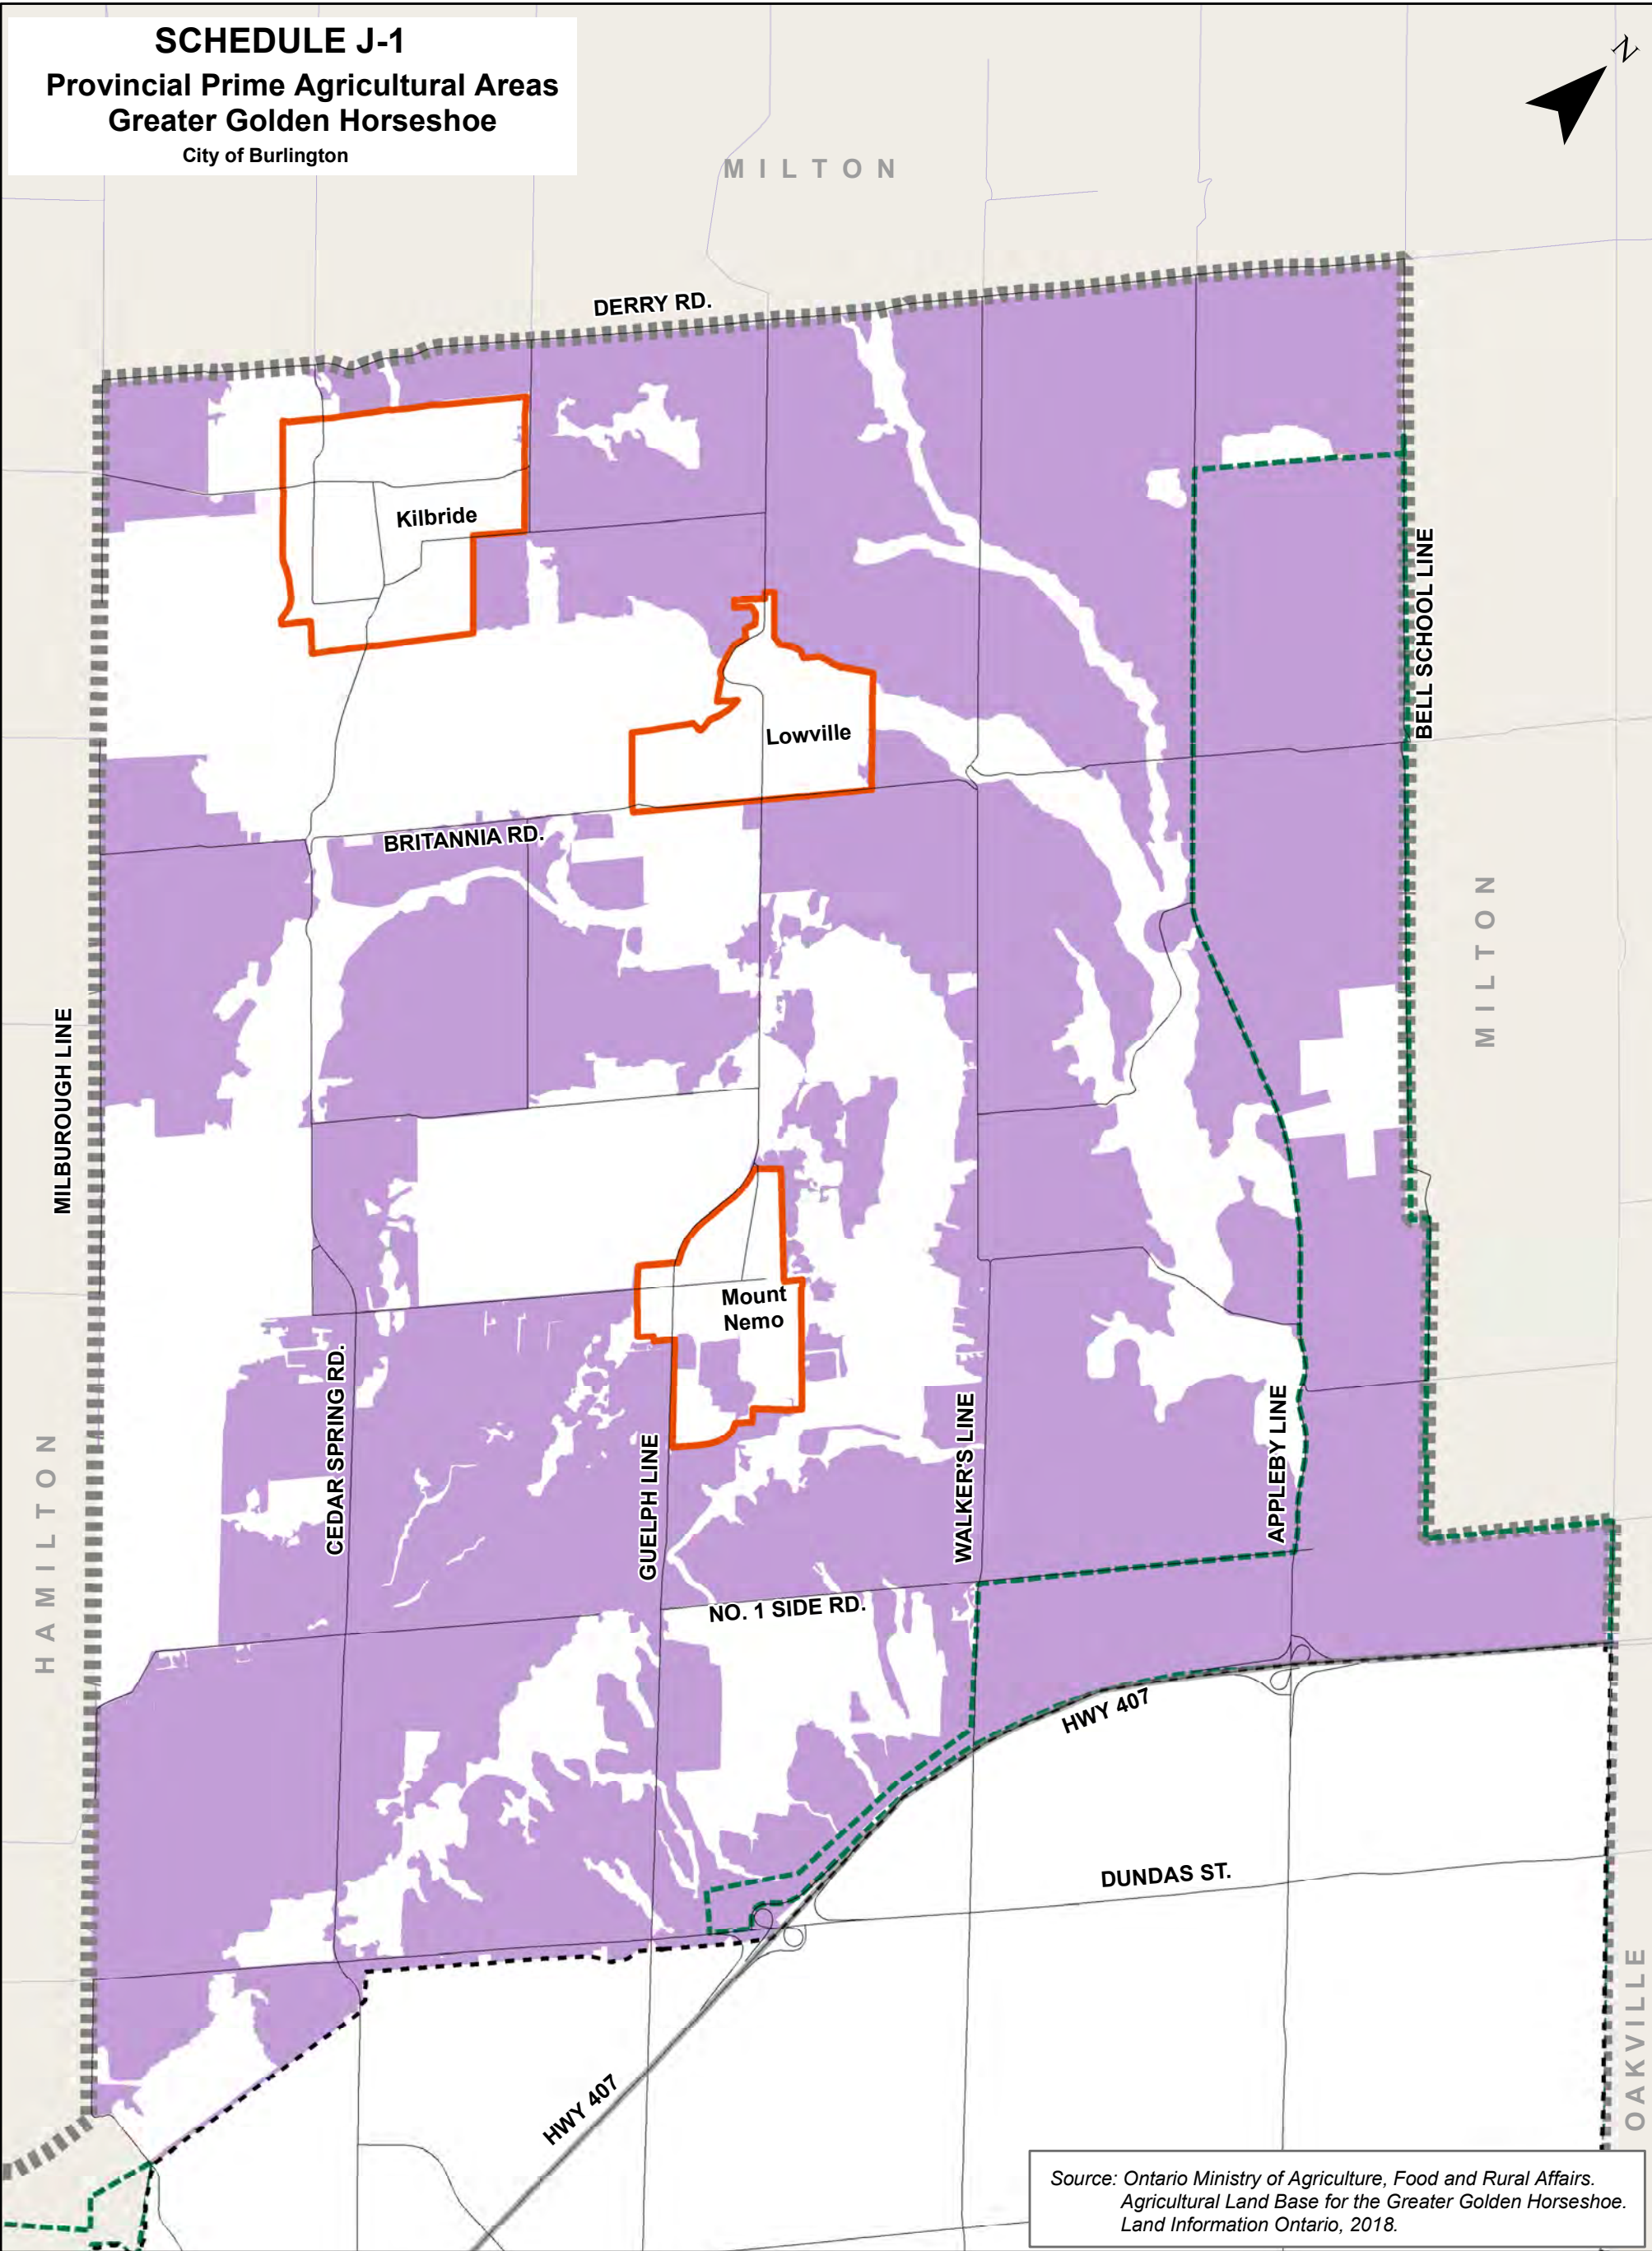 SCHEDULE J-1
Provincial Prime Agricultural Areas
Greater Golden Horseshoe
City of Burlington
N
MILTON
DERRY RD.
Kilbride
BELL SCHOOL LINE
Lowville
BRITANNIA RD.
MILTON
MILBUROUGH LINE
Mount
Nemo
CEDAR SPRING RD.
GUELPH LINE
WALKER'S LINE
APPLEBY LINE
HAMILTON
NO. 1 SIDE RD.
HWY 407
DUNDAS ST.
OAKVILLE
HWY 407
Source: Ontario Ministry of Agriculture, Food and Rural Affairs.
Agricultural Land Base for the Greater Golden Horseshoe.
Land Information Ontario, 2018.